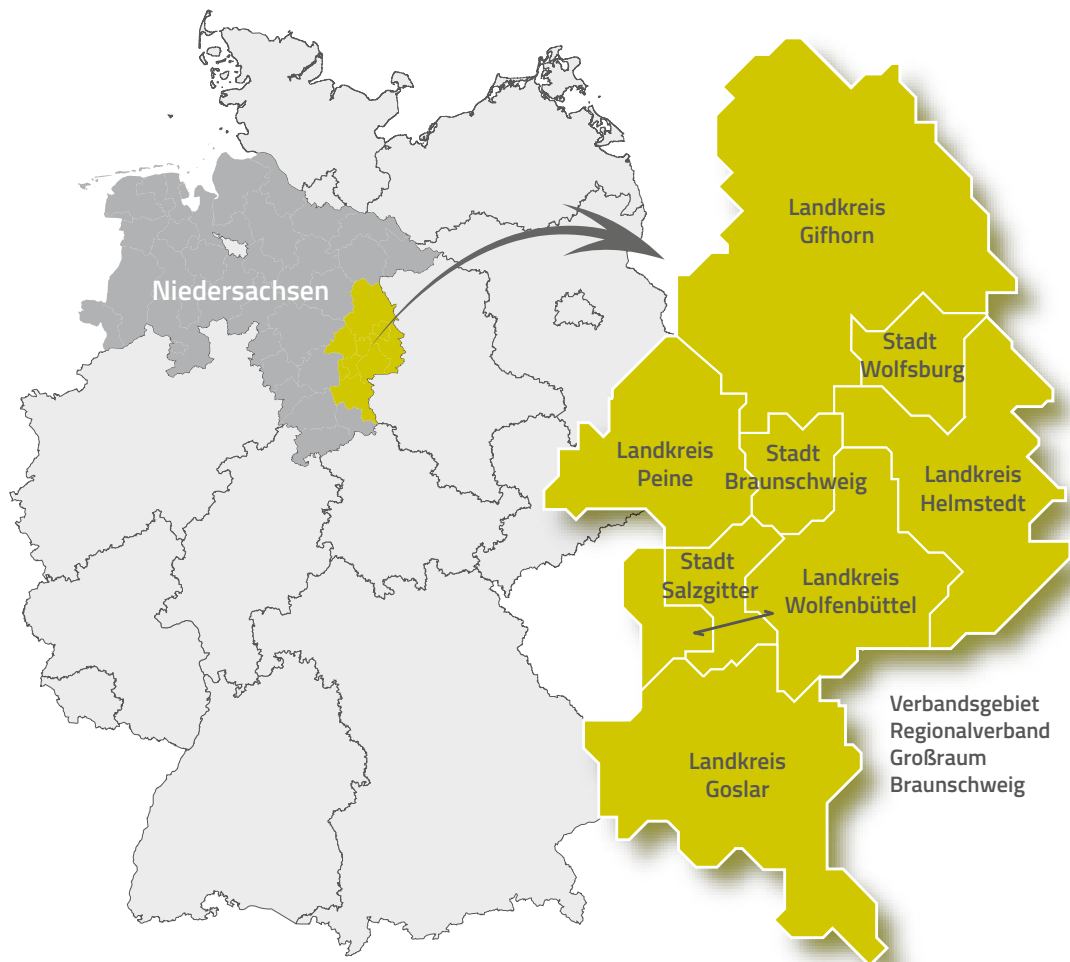 Niedersachsen
Landkreis
Gifhorn
Stadt
Wolfsburg
Landkreis
Peine
Stadt
Braunschweig
Landkreis
Helmstedt
Stadt
Salzgitter
Landkreis
Wolfenbüttel
Landkreis
Goslar
Verbandsgebiet
Regionalverband
Großraum
Braunschweig